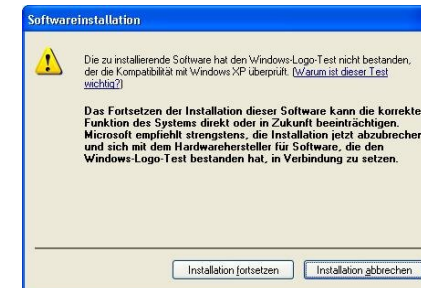 Softwareinstallation
Die zu installierende Software hat den Windows-Logo-Test nicht bestanden,
der die Kompatibilität mit Windows XP überprüft. (Warum ist dieser Test
wichtig?)
Das Fortsetzen der Installation dieser Software kann die korrekte
Funktion des Systems direkt oder in Zukunft beeinträchtigen.
Microsoft empfiehlt strengstens, die Installation jetzt abzubrechen
und sich mit dem Hardwarehersteller für Software, die den
Windows-Logo-Test bestanden hat, in Verbindung zu setzen.
Installation fortsetzen
Installation abbrechen